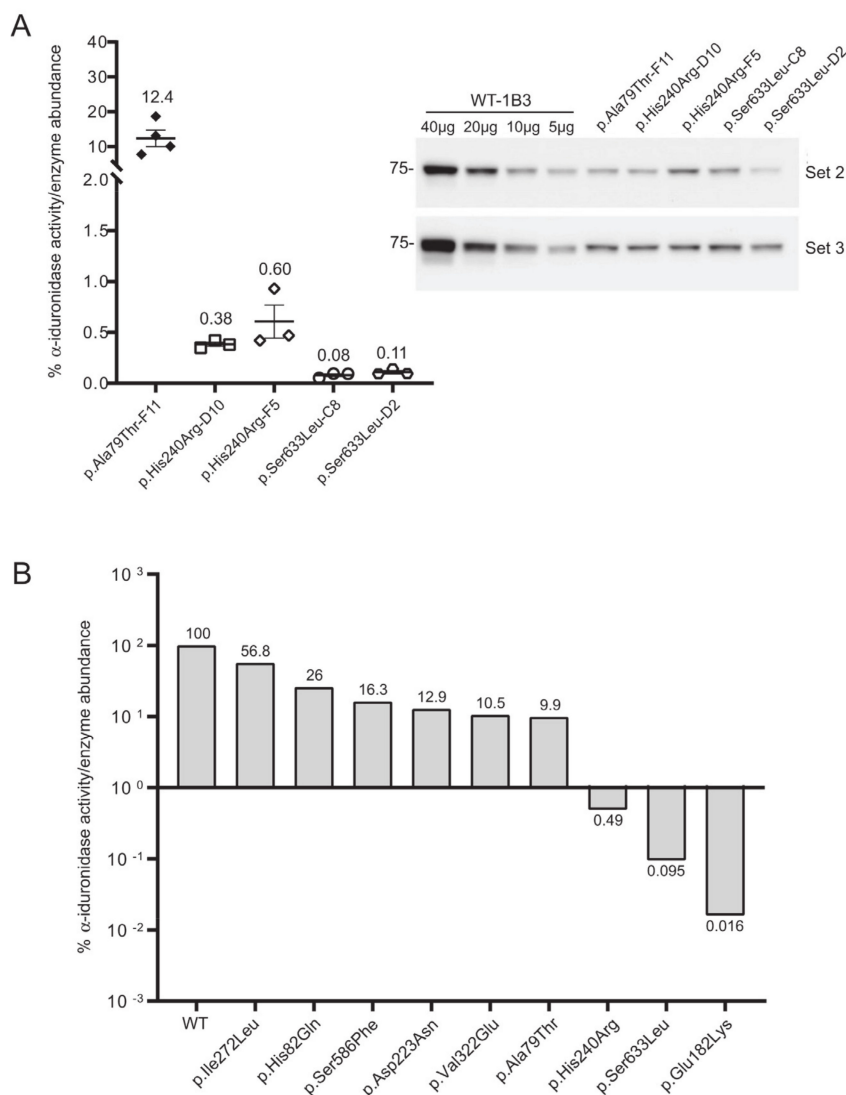 A
% α-iduronidase activity/enzyme abundance
40
30
20
10
2.0
1.5
1.0
0.5
0.0
12.4
0.38
0.60
0.08
0.11
p.Ala79Thr-F11
p.His240Arg-D10
p.His240Arg-F5
p.Ser633Leu-C8
p.Ser633Leu-D2
WT-1B3
40µg 20µg 10µg 5µg
p.Ala79Thr-F11
p.His240Arg-D10
p.His240Arg-F5
p.Ser633Leu-C8
p.Ser633Leu-D2
75-
Set 2
75-
Set 3
B
% α-iduronidase activity/enzyme abundance
10 3
10 2
10 1
10 0
10 -1
10 -2
10 -3
100
56.8
26
16.3
12.9
10.5
9.9
0.49
0.095
0.016
WT
p.Ile272Leu
p.His82Gln
p.Ser586Phe
p.Asp223Asn
p.Val322Glu
p.Ala79Thr
p.His240Arg
p.Ser633Leu
p.Glu182Lys